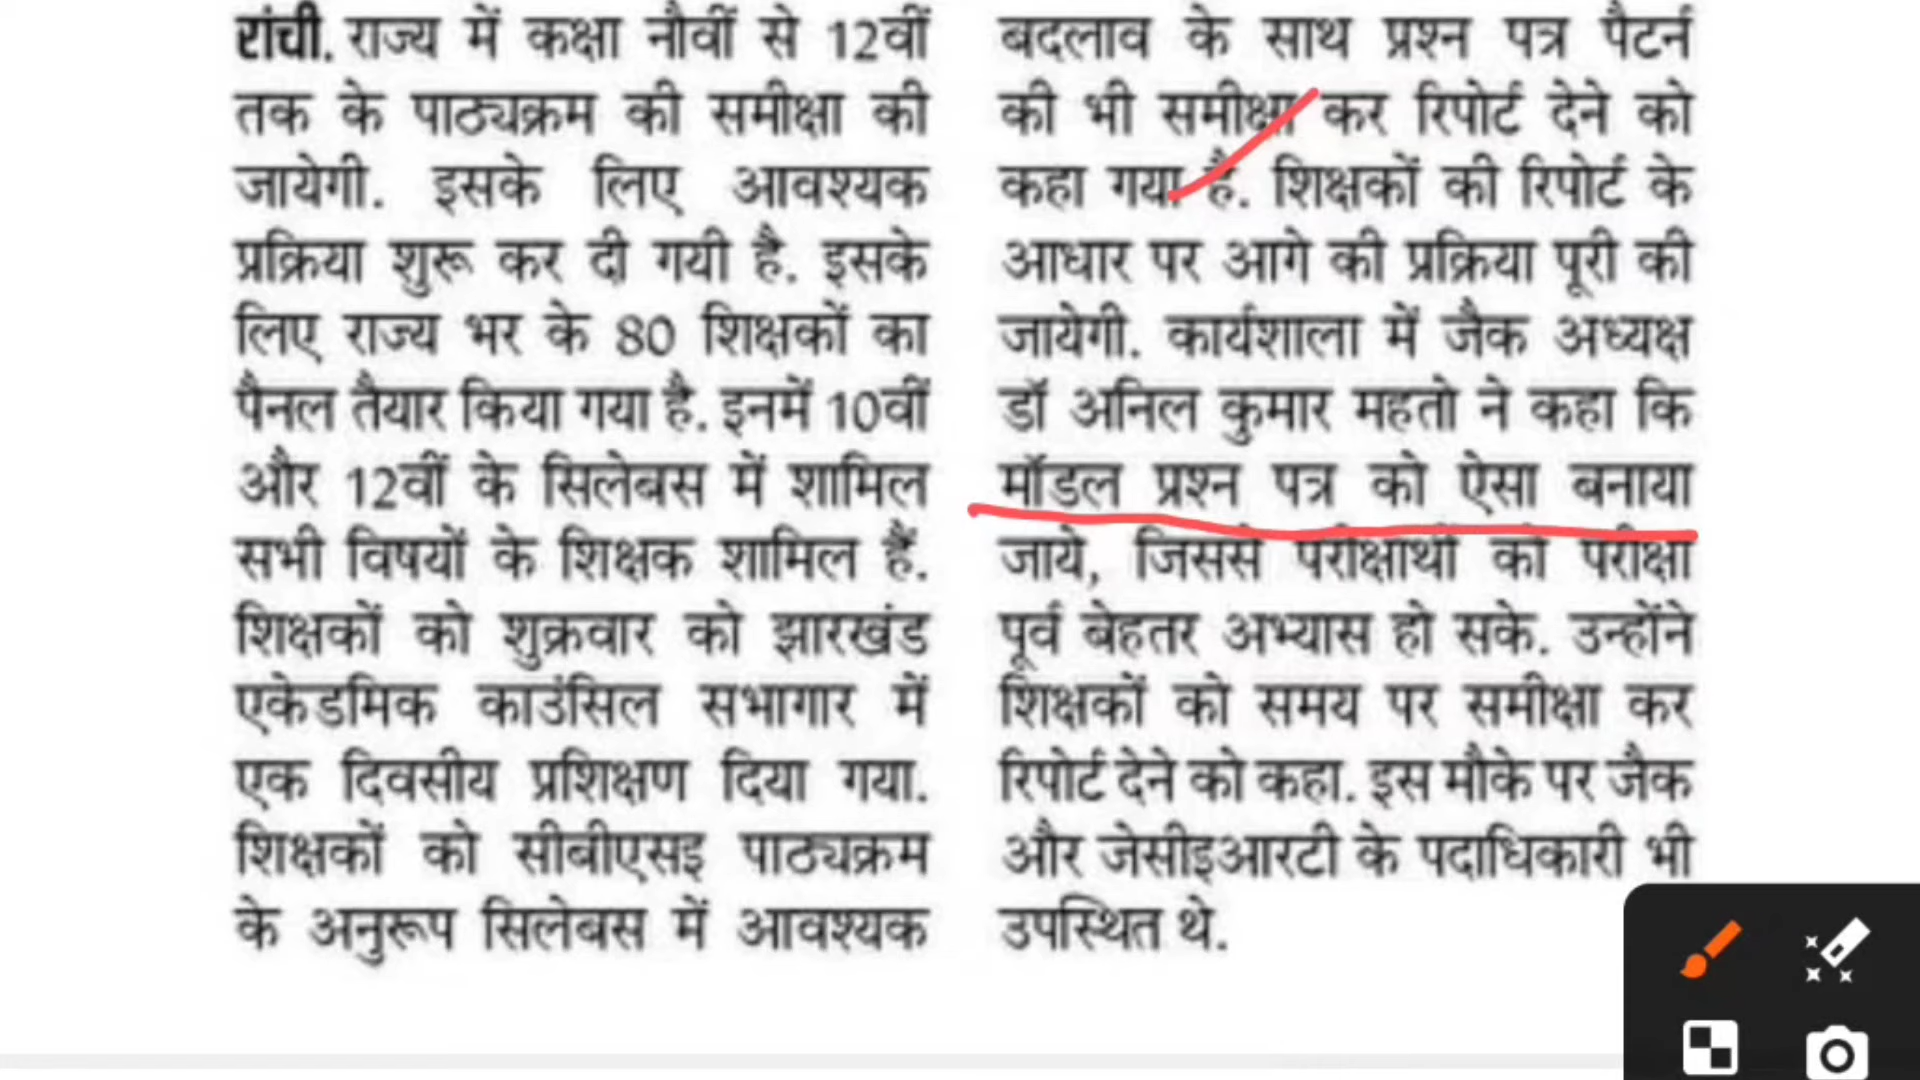 रांची. राज्य में कक्षा नौवीं से 12वीं
तक के पाठ्यक्रम की समीक्षा की
जायेगी. इसके लिए आवश्यक
प्रक्रिया शुरू कर दी गयी है. इसके
लिए राज्य भर के 80 शिक्षकों का
पैनल तैयार किया गया है. इनमें 10वीं
और 12वीं के सिलेबस में शामिल
सभी विषयों के शिक्षक शामिल हैं.
शिक्षकों को शुक्रवार को झारखंड
एकेडमिक काउंसिल सभागार में
एक दिवसीय प्रशिक्षण दिया गया.
शिक्षकों को सीबीएसइ पाठ्यक्रम
के अनुरूप सिलेबस में आवश्यक
बदलाव के साथ प्रश्न पत्र पैटर्न
की भी समीक्षा कर रिपोर्ट देने को
कहा गया है. शिक्षकों की रिपोर्ट के
आधार पर आगे की प्रक्रिया पूरी की
जायेगी. कार्यशाला में जैक अध्यक्ष
डॉ अनिल कुमार महतो ने कहा कि
मॉडल प्रश्न पत्र को ऐसा बनाया
जाये, जिससे परीक्षार्थी को परीक्षा
पूर्व बेहतर अभ्यास हो सके. उन्होंने
शिक्षकों को समय पर समीक्षा कर
रिपोर्ट देने को कहा. इस मौके पर जैक
और जेसीइआरटी के पदाधिकारी भी
उपस्थित थे.